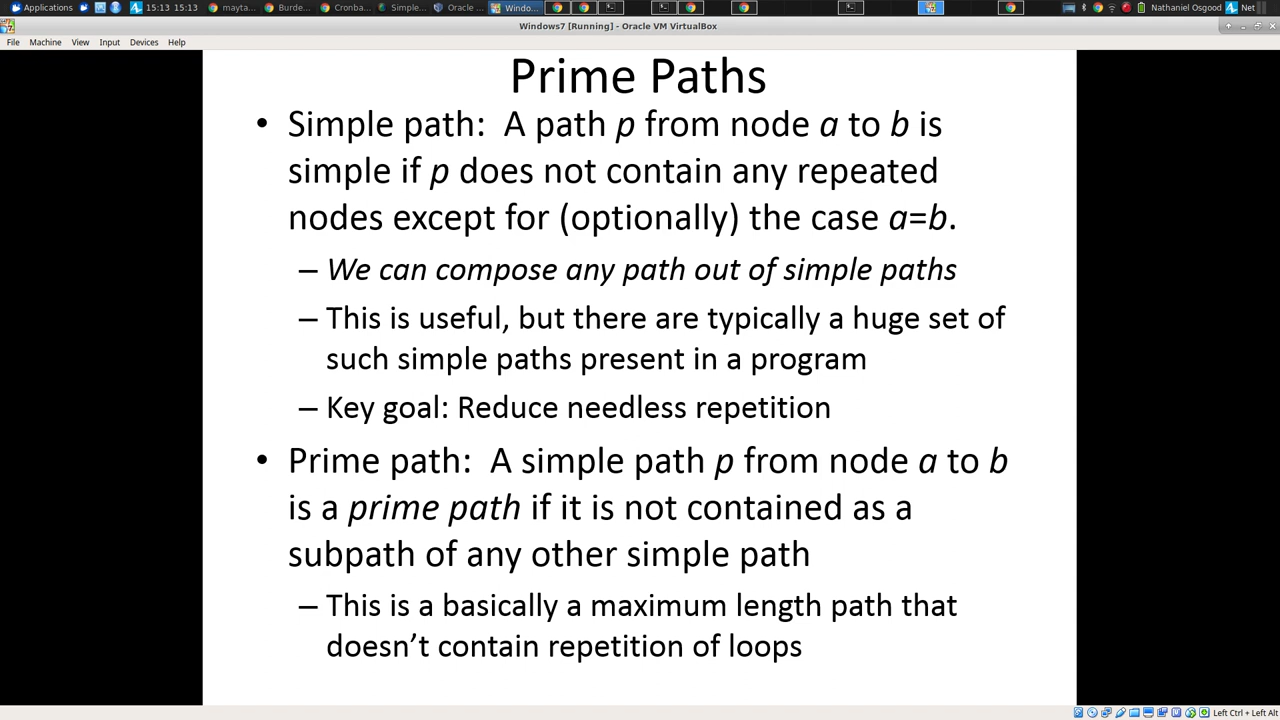 Applications 15:13 15:13 mayta... Burde... Cronba... Simple... Oracle ... Windo... Nathaniel Osgood Net
Windows7 [Running] - Oracle VM VirtualBox
File Machine View Input Devices Help
Prime Paths
• Simple path: A path p from node a to b is
simple if p does not contain any repeated
nodes except for (optionally) the case a=b.
– We can compose any path out of simple paths
– This is useful, but there are typically a huge set of
such simple paths present in a program
– Key goal: Reduce needless repetition
• Prime path: A simple path p from node a to b
is a prime path if it is not contained as a
subpath of any other simple path
– This is a basically a maximum length path that
doesn’t contain repetition of loops
Left Ctrl + Left Alt